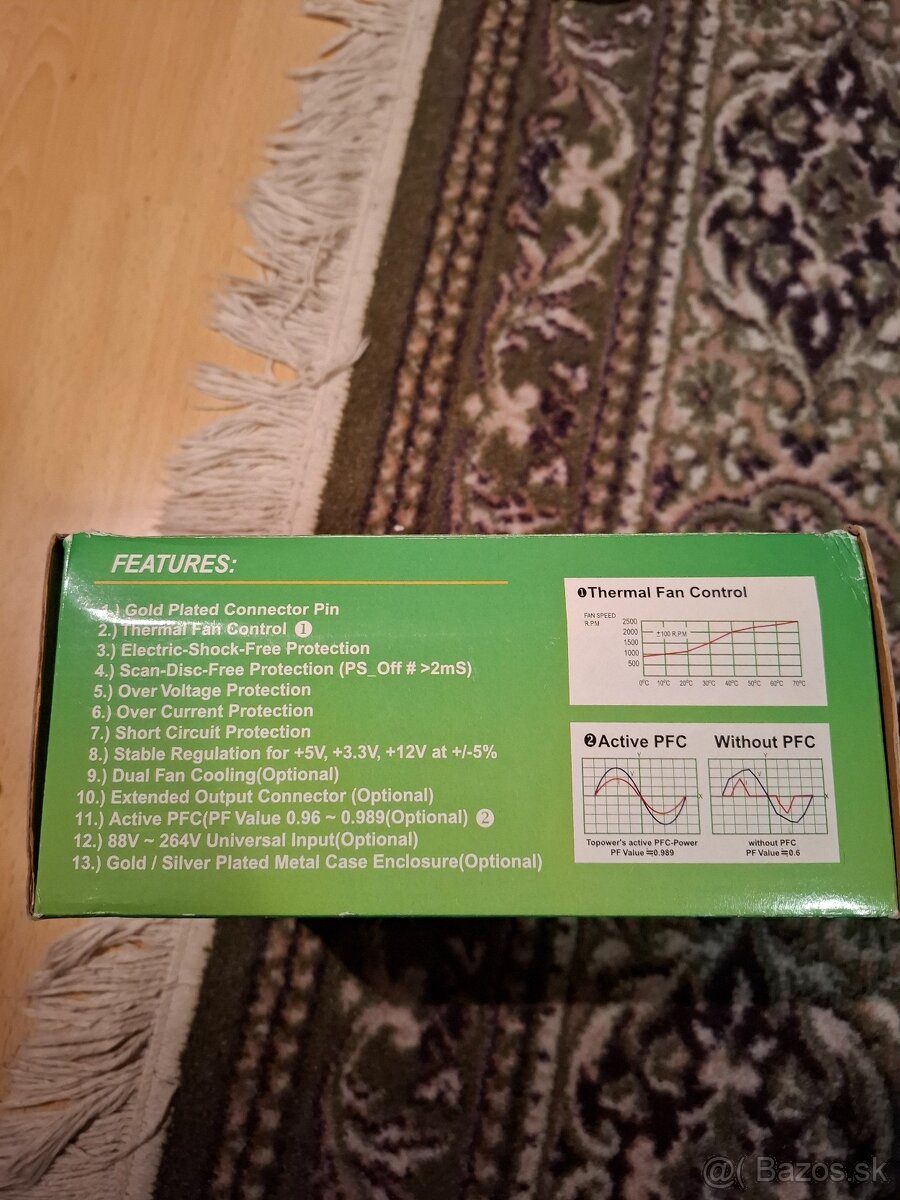 FEATURES:
1.) Gold Plated Connector Pin
2.) Thermal Fan Control ①
3.) Electric-Shock-Free Protection
4.) Scan-Disc-Free Protection (PS_Off # >2mS)
5.) Over Voltage Protection
6.) Over Current Protection
7.) Short Circuit Protection
8.) Stable Regulation for +5V, +3.3V, +12V at +/-5%
9.) Dual Fan Cooling(Optional)
10.) Extended Output Connector (Optional)
11.) Active PFC(PF Value 0.96 ~ 0.989(Optional) ②
12.) 88V ~ 264V Universal Input(Optional)
13.) Gold / Silver Plated Metal Case Enclosure(Optional)
❶Thermal Fan Control
FAN SPEED
R.P.M
2500
2000
1500
1000
500
±100 R.P.M
0°C 10°C 20°C 30°C 40°C 50°C 60°C 70°C
❷Active PFC
Y
V
I
X
Topower's active PFC-Power
PF Value ≒0.989
Without PFC
Y
V
I
X
without PFC
PF Value ≒0.6
@( Bazos.sk